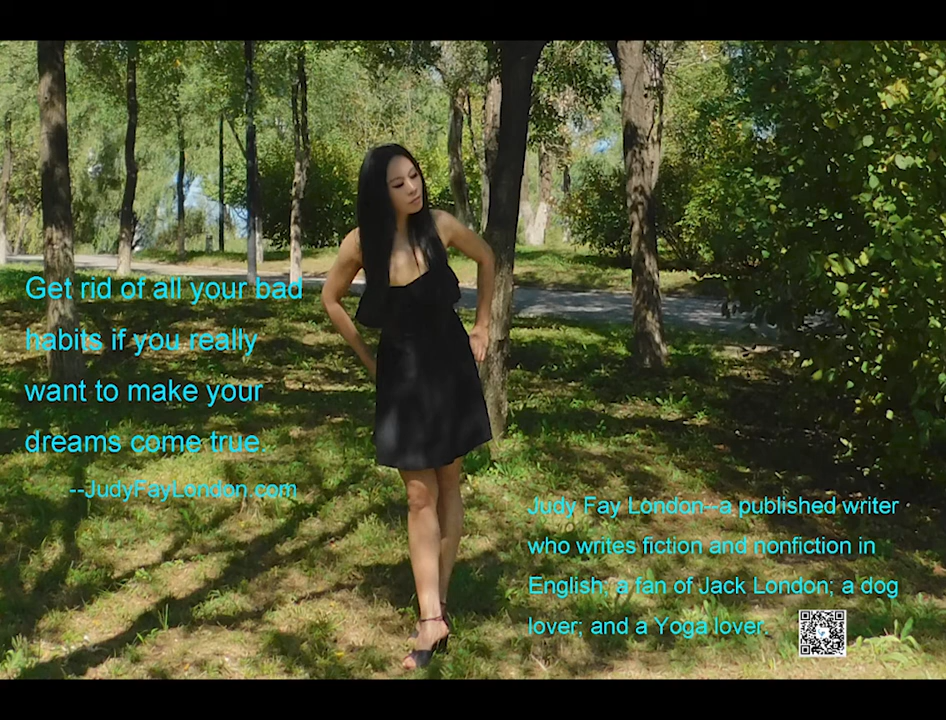 Get rid of all your bad
habits if you really
want to make your
dreams come true.
--JudyFayLondon.com
Judy Fay London--a published writer
who writes fiction and nonfiction in
English; a fan of Jack London; a dog
lover; and a Yoga lover.